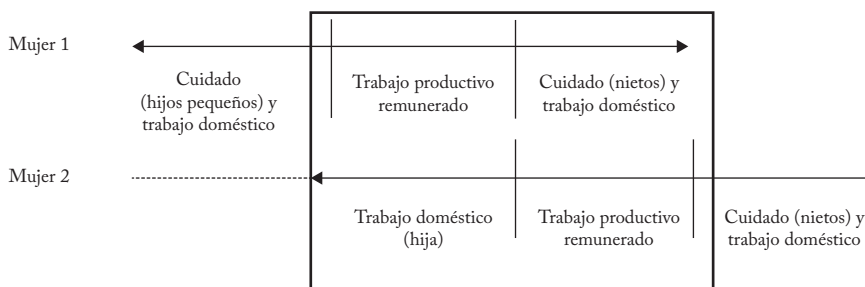 Mujer 1
Cuidado
(hijos pequeños) y
trabajo doméstico
Trabajo productivo
remunerado
Cuidado (nietos) y
trabajo doméstico
Mujer 2
Trabajo doméstico
(hija)
Trabajo productivo
remunerado
Cuidado (nietos) y
trabajo doméstico